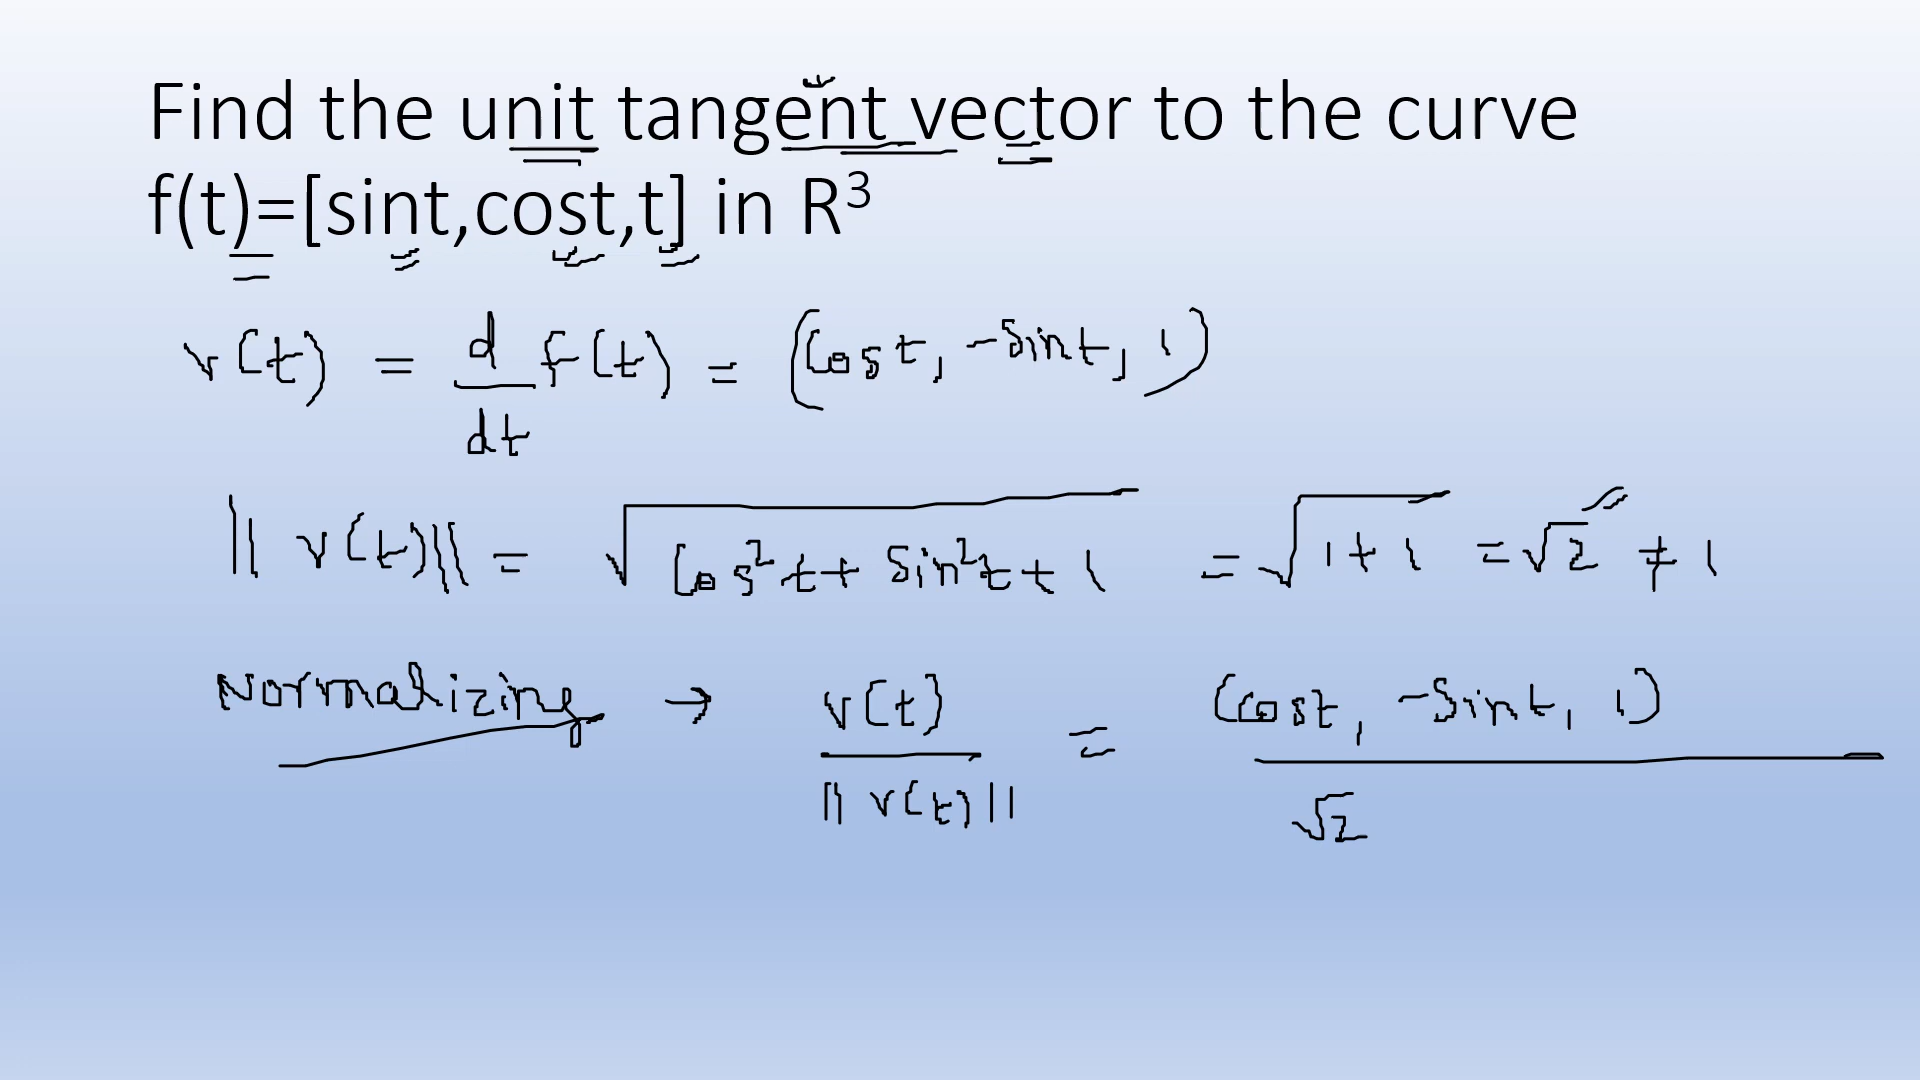 Find the unit tangent vector to the curve
f(t)=[sint,cost,t] in R³
v(t) = d/dt f(t) = (Cost, -Sint, 1)
|| v(t)|| = √(Cos²t + Sin²t + 1) = √(1+1) = √2 ≠ 1
Normalizing → v(t)/|| v(t) || = (Cost, -Sint, 1)/√2